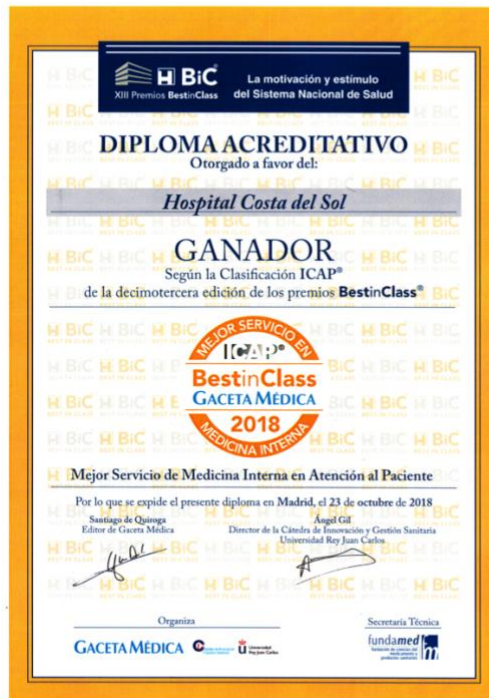 H BiC
XIII Premios BestinClass
La motivación y estímulo
del Sistema Nacional de Salud
DIPLOMA ACREDITATIVO
Otorgado a favor del:
Hospital Costa del Sol
GANADOR
Según la Clasificación ICAP®
de la decimotercera edición de los premios BestinClass®
MEJOR SERVICIO EN
ICAP®
BestinClass
GACETA MÉDICA
2018
MEDICINA INTERNA
Mejor Servicio de Medicina Interna en Atención al Paciente
Por lo que se expide el presente diploma en Madrid, el 23 de octubre de 2018
Santiago de Quiroga
Editor de Gaceta Médica
Ángel Gil
Director de la Cátedra de Innovación y Gestión Sanitaria
Universidad Rey Juan Carlos
Organiza
GACETA MÉDICA
Universidad
Rey Juan Carlos
Secretaría Técnica
fundamed